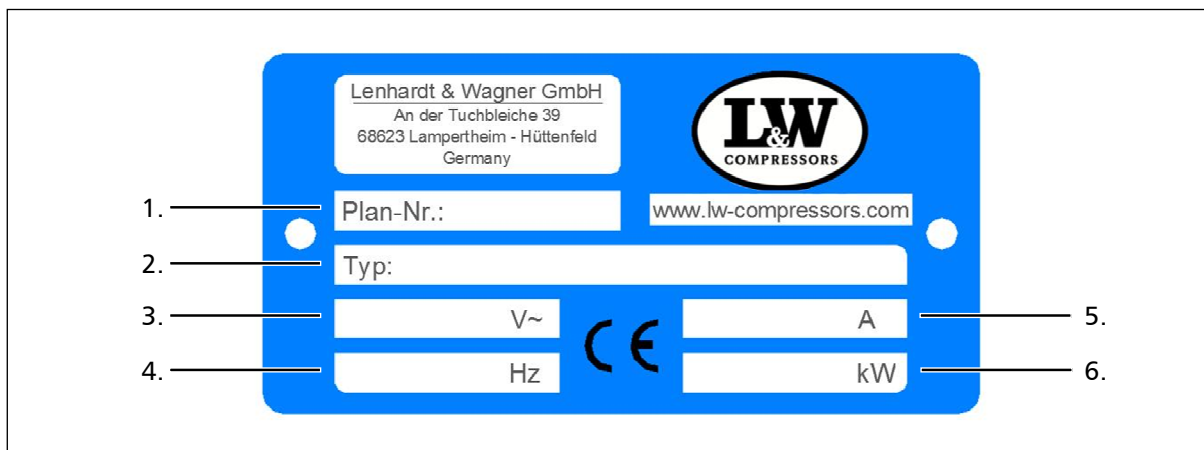 Lenhardt & Wagner GmbH
An der Tuchbleiche 39
68623 Lampertheim - Hüttenfeld
Germany
L&W
COMPRESSORS
1.
Plan-Nr.:
www.lw-compressors.com
2.
Typ:
3.
V~
CE
A
5.
4.
Hz
kW
6.